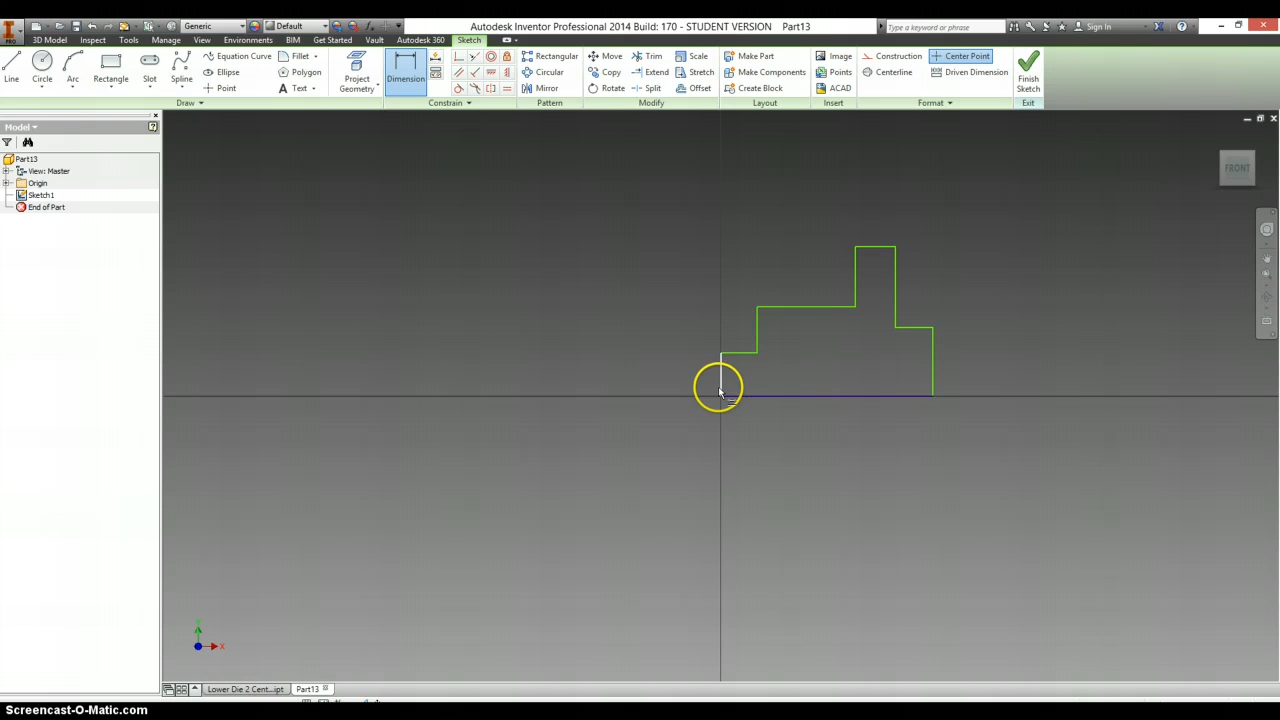 Generic Default Autodesk Inventor Professional 2014 Build: 170 - STUDENT VERSION Part13 Type a keyword or phrase Sign In
PRO 3D Model Inspect Tools Manage View Environments BIM Get Started Vault Autodesk 360 Sketch
Equation Curve Fillet Rectangular Move Trim Scale Make Part Image Construction Center Point
Line Circle Arc Rectangle Slot Spline Ellipse Polygon Project Geometry Dimension Circular Copy Extend Stretch Make Components Points Centerline Driven Dimension Finish Sketch
Point Text Mirror Rotate Split Offset Create Block ACAD
Draw Constrain Pattern Modify Layout Insert Format Exit
Model
Part13
View: Master
Origin
Sketch1
End of Part
FRONT
X
Lower Die 2 Cent...ipt Part13
Screencast-O-Matic.com